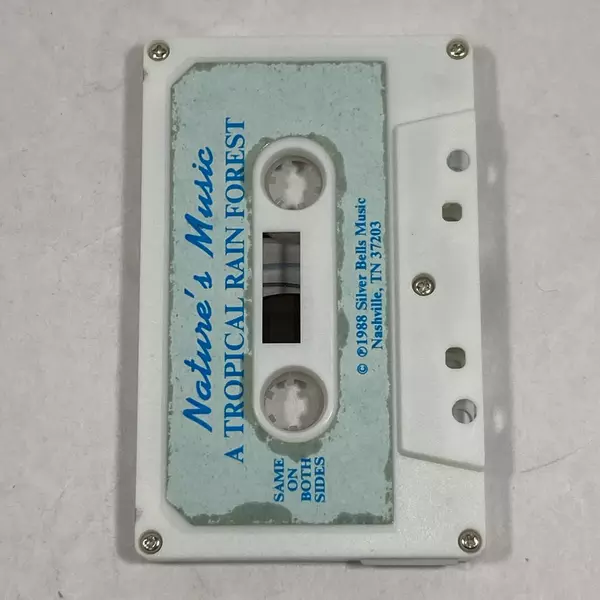 Nature's Music
A TROPICAL RAIN FOREST
SAME
ON
BOTH
SIDES
© ℗1988 Silver Bells Music
Nashville, TN 37203